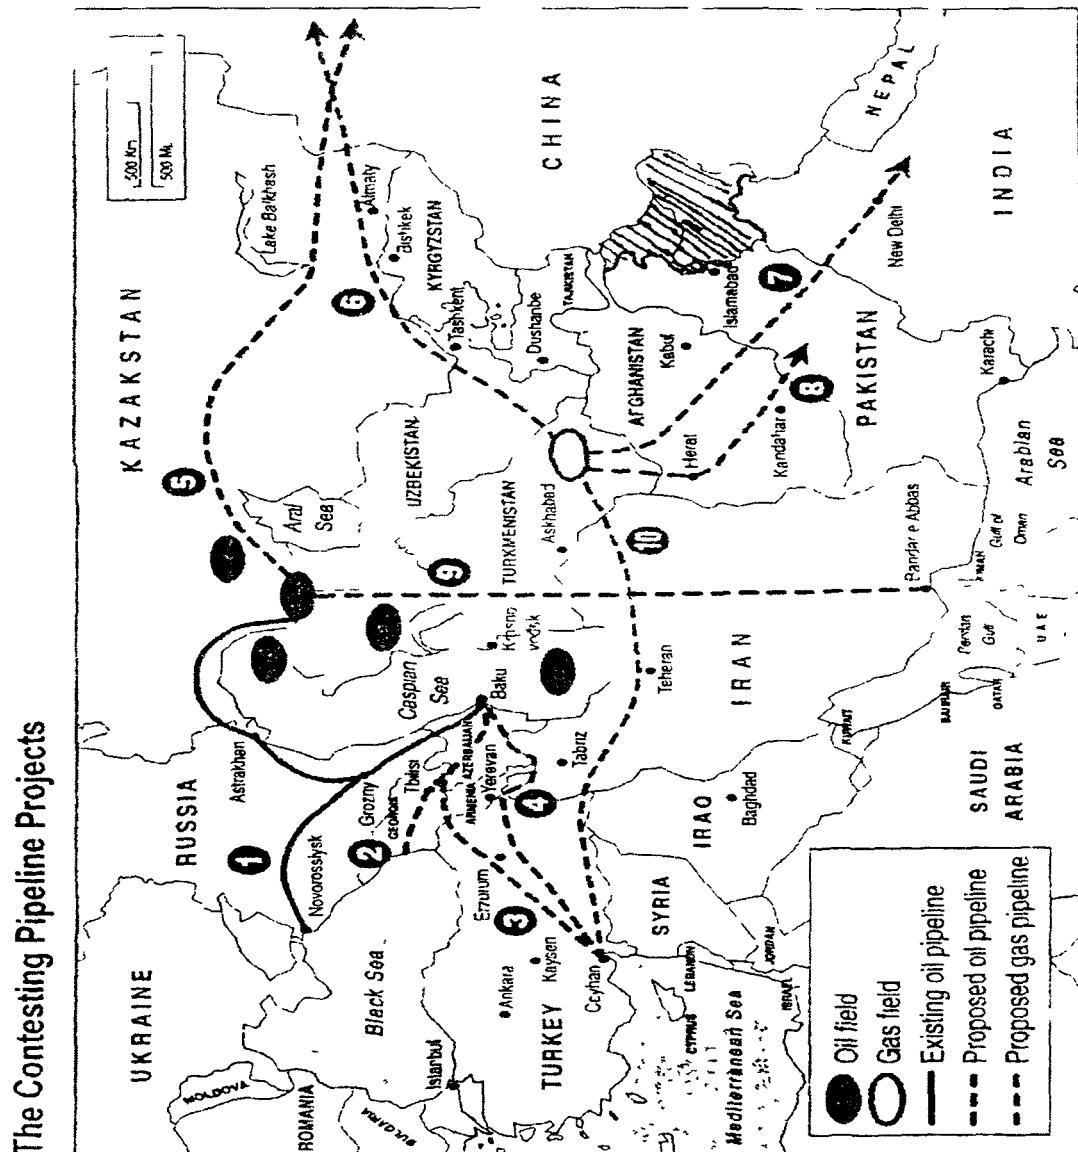 The Contesting Pipeline Projects
500 Km
500 Mi.
UKRAINE
RUSSIA
KAZAKSTAN
MOLDOVA
ROMANIA
BULGARIA
Black Sea
Novorossiysk
Astrakhan
Grozny
GEORGIA
Tbilisi
Caspian
Sea
Aral
Sea
Lake Balkhash
Almaty
Bishkek
KYRGYZSTAN
Tashkent
UZBEKISTAN
CHINA
Istanbul
Ankara
Erzurum
ARMENIA
Yerevan
AZERBAIJAN
Baku
TURKMENISTAN
Askhabad
Dushanbe
TAJIKISTAN
TURKEY
Ceyhan
Tabriz
Teheran
Herat
AFGHANISTAN
Kabul
Islamabad
Kandahar
PAKISTAN
NEPAL
New Delhi
INDIA
Karachi
CYPRUS
LEBANON
SYRIA
Mediterranean Sea
ISRAEL
JORDAN
IRAQ
Baghdad
IRAN
KUWAIT
BAHRAIN
QATAR
SAUDI
ARABIA
Persian
Gulf
U A E
Bandar e Abbas
Gulf of
Oman
Arabian
Sea
1
2
3
4
5
6
7
8
9
10
Oil field
Gas field
Existing oil pipeline
Proposed oil pipeline
Proposed gas pipeline